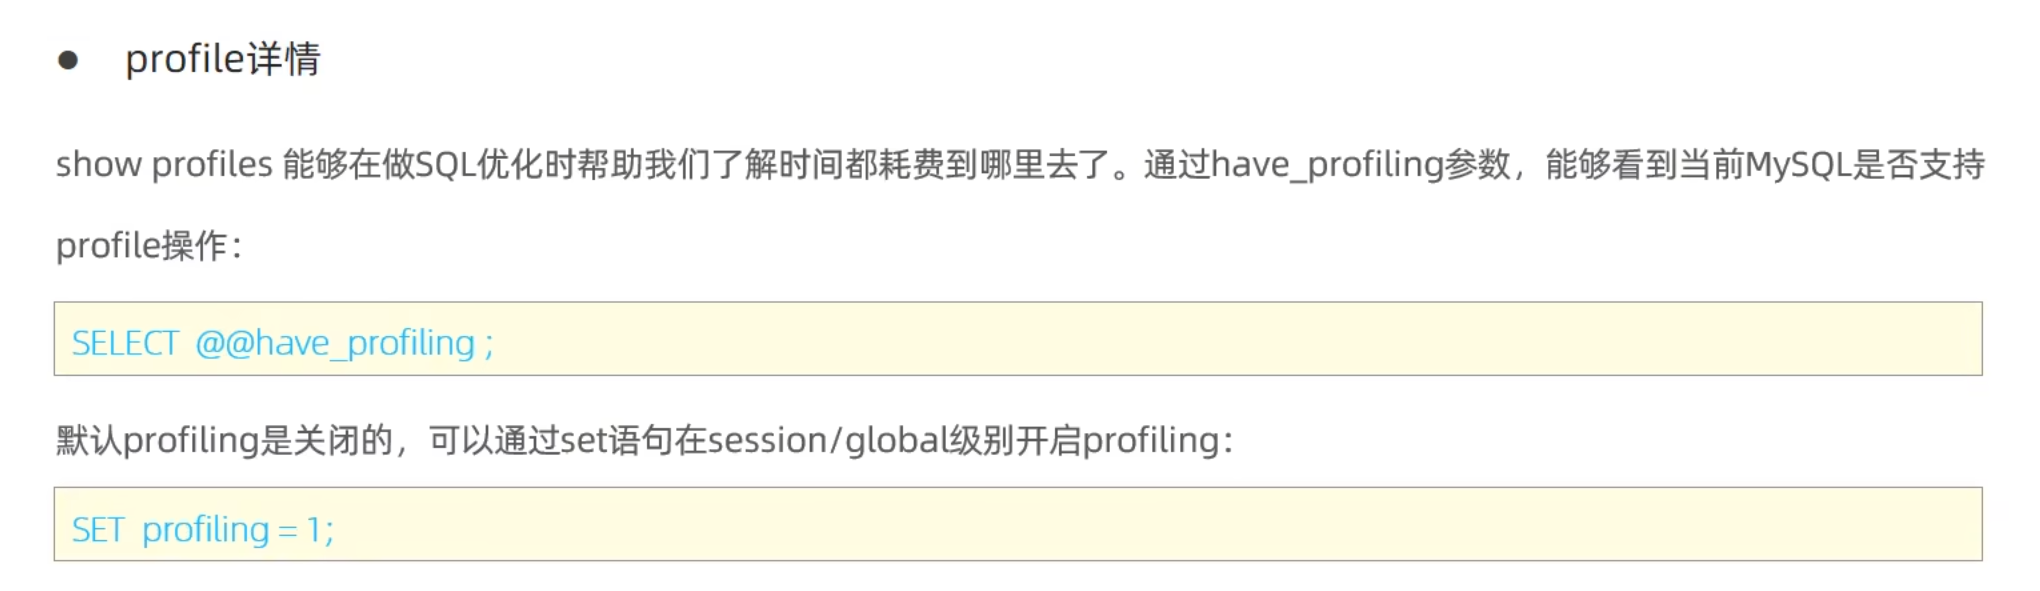 ● profile详情
show profiles 能够在做SQL优化时帮助我们了解时间都耗费到哪里去了。通过have_profiling参数，能够看到当前MySQL是否支持
profile操作：
SELECT @@have_profiling ;
默认profiling是关闭的，可以通过set语句在session/global级别开启profiling：
SET profiling = 1;